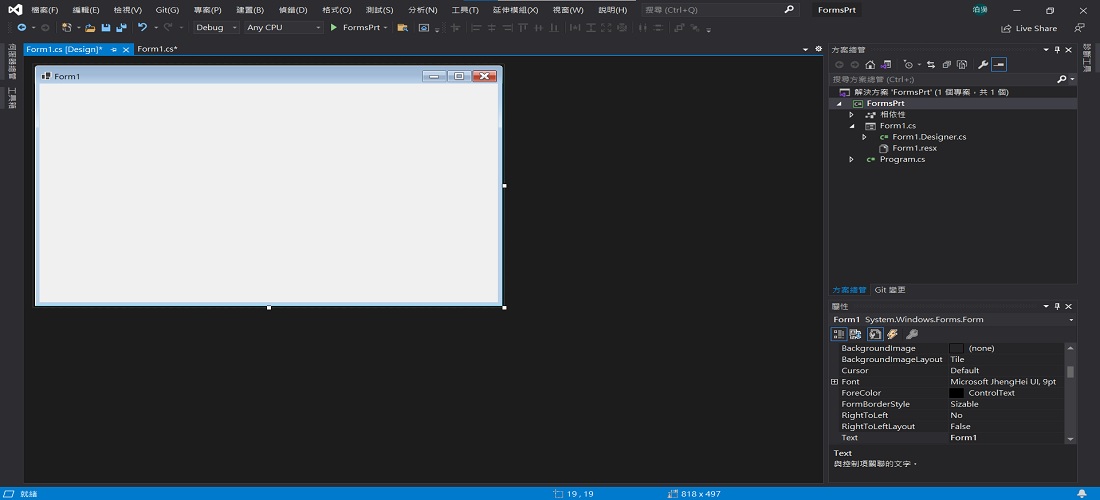 檔案(F) 編輯(E) 檢視(V) Git(G) 專案(P) 建置(B) 偵錯(D) 格式(O) 測試(S) 分析(N) 工具(T) 延伸模組(X) 視窗(W) 說明(H) 搜尋 (Ctrl+Q) FormsPrt
Debug Any CPU FormsPrt Live Share
伺服器總管
工具箱
Form1.cs [Design]* Form1.cs*
Form1
診斷工具
方案總管
搜尋方案總管 (Ctrl+;)
解決方案 'FormsPrt' (1 個專案，共 1 個)
FormsPrt
相依性
Form1.cs
Form1.Designer.cs
Form1.resx
Program.cs
方案總管 Git 變更
屬性
Form1 System.Windows.Forms.Form
BackgroundImage (none)
BackgroundImageLayout Tile
Cursor Default
Font Microsoft JhengHei UI, 9pt
ForeColor ControlText
FormBorderStyle Sizable
RightToLeft No
RightToLeftLayout False
Text Form1
Text
與控制項關聯的文字。
就緒 19 , 19 818 x 497